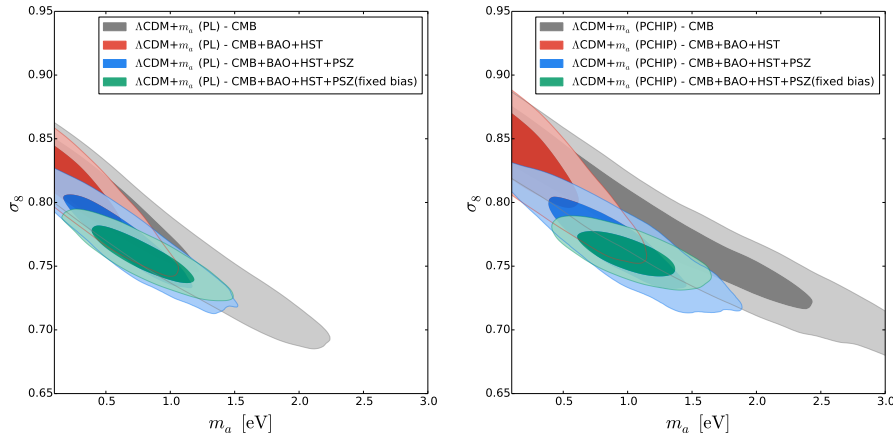 ΛCDM+m_a (PL) - CMB
ΛCDM+m_a (PL) - CMB+BAO+HST
ΛCDM+m_a (PL) - CMB+BAO+HST+PSZ
ΛCDM+m_a (PL) - CMB+BAO+HST+PSZ(fixed bias)
0.95
0.90
0.85
0.80
0.75
0.70
0.65
σ_8
0.5
1.0
1.5
2.0
2.5
3.0
m_a [eV]
ΛCDM+m_a (PCHIP) - CMB
ΛCDM+m_a (PCHIP) - CMB+BAO+HST
ΛCDM+m_a (PCHIP) - CMB+BAO+HST+PSZ
ΛCDM+m_a (PCHIP) - CMB+BAO+HST+PSZ(fixed bias)
0.95
0.90
0.85
0.80
0.75
0.70
0.65
σ_8
0.5
1.0
1.5
2.0
2.5
3.0
m_a [eV]